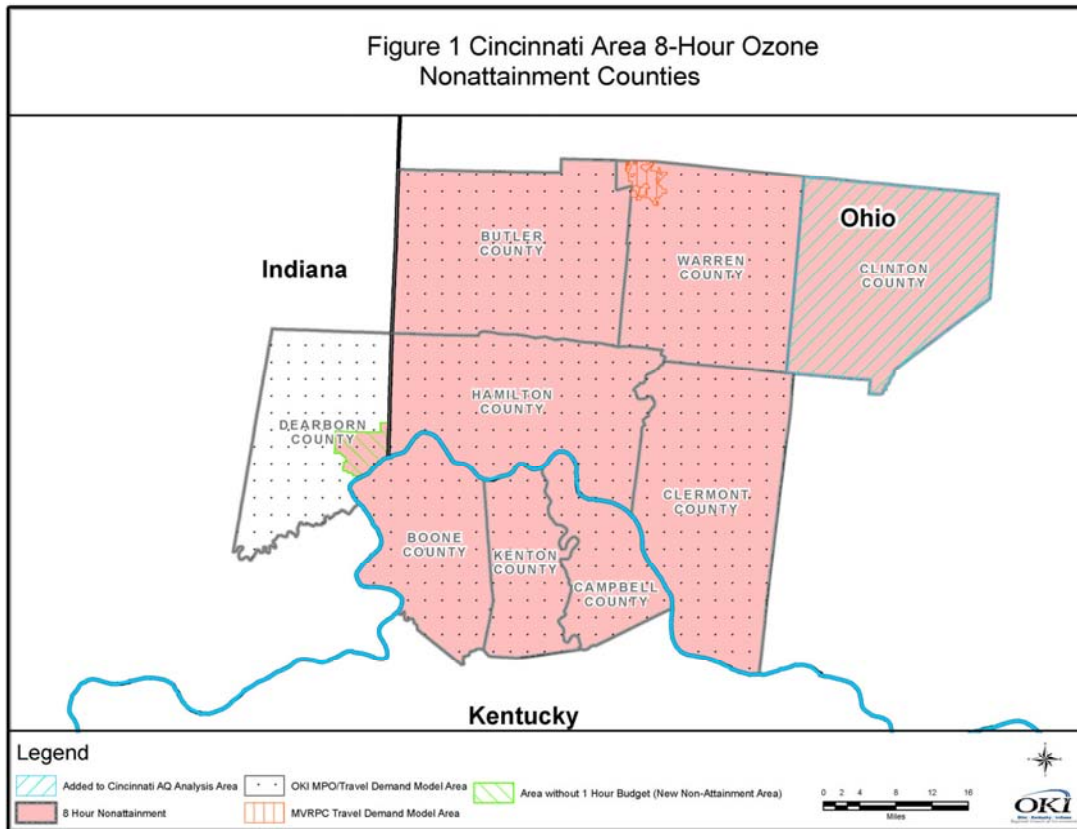 Figure 1 Cincinnati Area 8-Hour Ozone
Nonattainment Counties
Ohio
BUTLER
COUNTY
WARREN
COUNTY
CLINTON
COUNTY
Indiana
HAMILTON
COUNTY
DEARBORN
COUNTY
CLERMONT
COUNTY
BOONE
COUNTY
KENTON
COUNTY
CAMPBELL
COUNTY
Kentucky
Legend
Added to Cincinnati AQ Analysis Area
OKI MPO/Travel Demand Model Area
Area without 1 Hour Budget (New Non-Attainment Area)
8 Hour Nonattainment
MVRPC Travel Demand Model Area
0 2 4 8 12 16
Miles
OKI